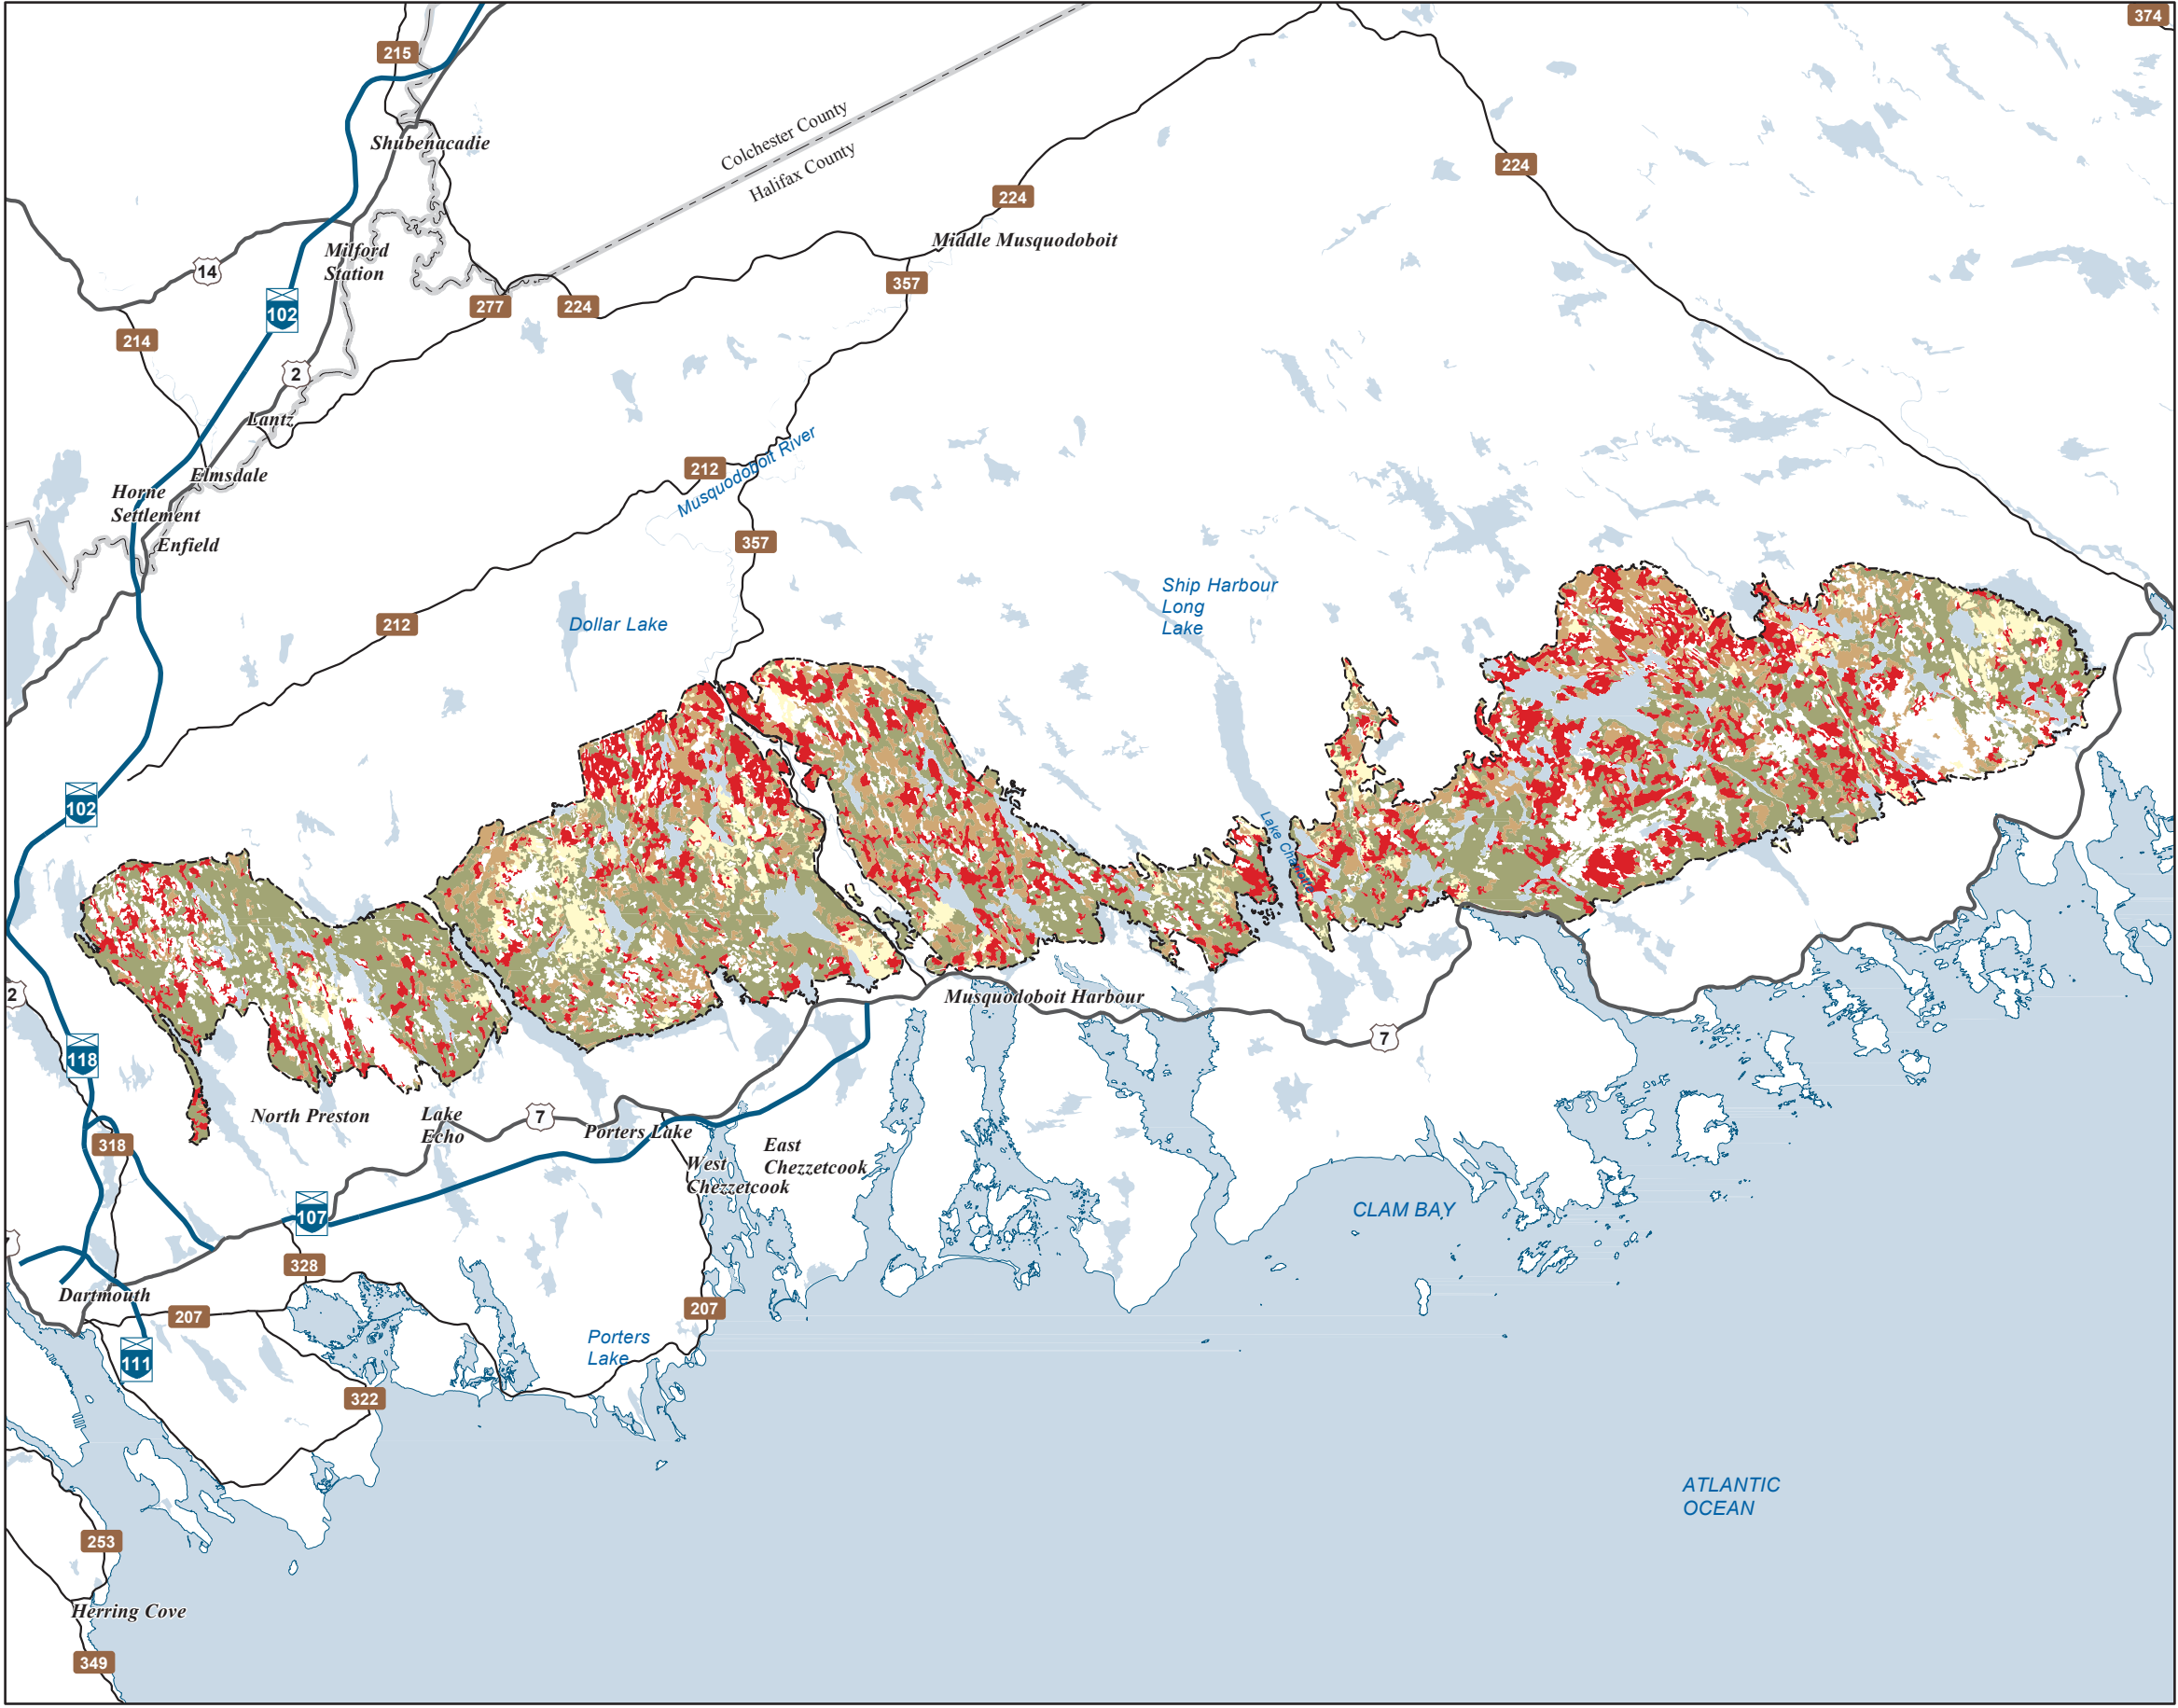 374
215
Shubenacadie
Colchester County
Halifax County
224
224
Middle Musquodoboit
Milford
Station
14
357
102
277
224
214
2
Lantz
Musquodoboit River
212
Elmsdale
Horne
Settlement
Enfield
357
Ship Harbour
Long
Lake
Dollar Lake
212
102
Lake Charlotte
2
Musquodoboit Harbour
7
118
North Preston
Lake
Echo
7
Porters Lake
318
East
Chezzetcook
West
Chezzetcook
107
CLAM BAY
7
328
Dartmouth
207
207
Porters
Lake
111
322
ATLANTIC
OCEAN
253
Herring Cove
349